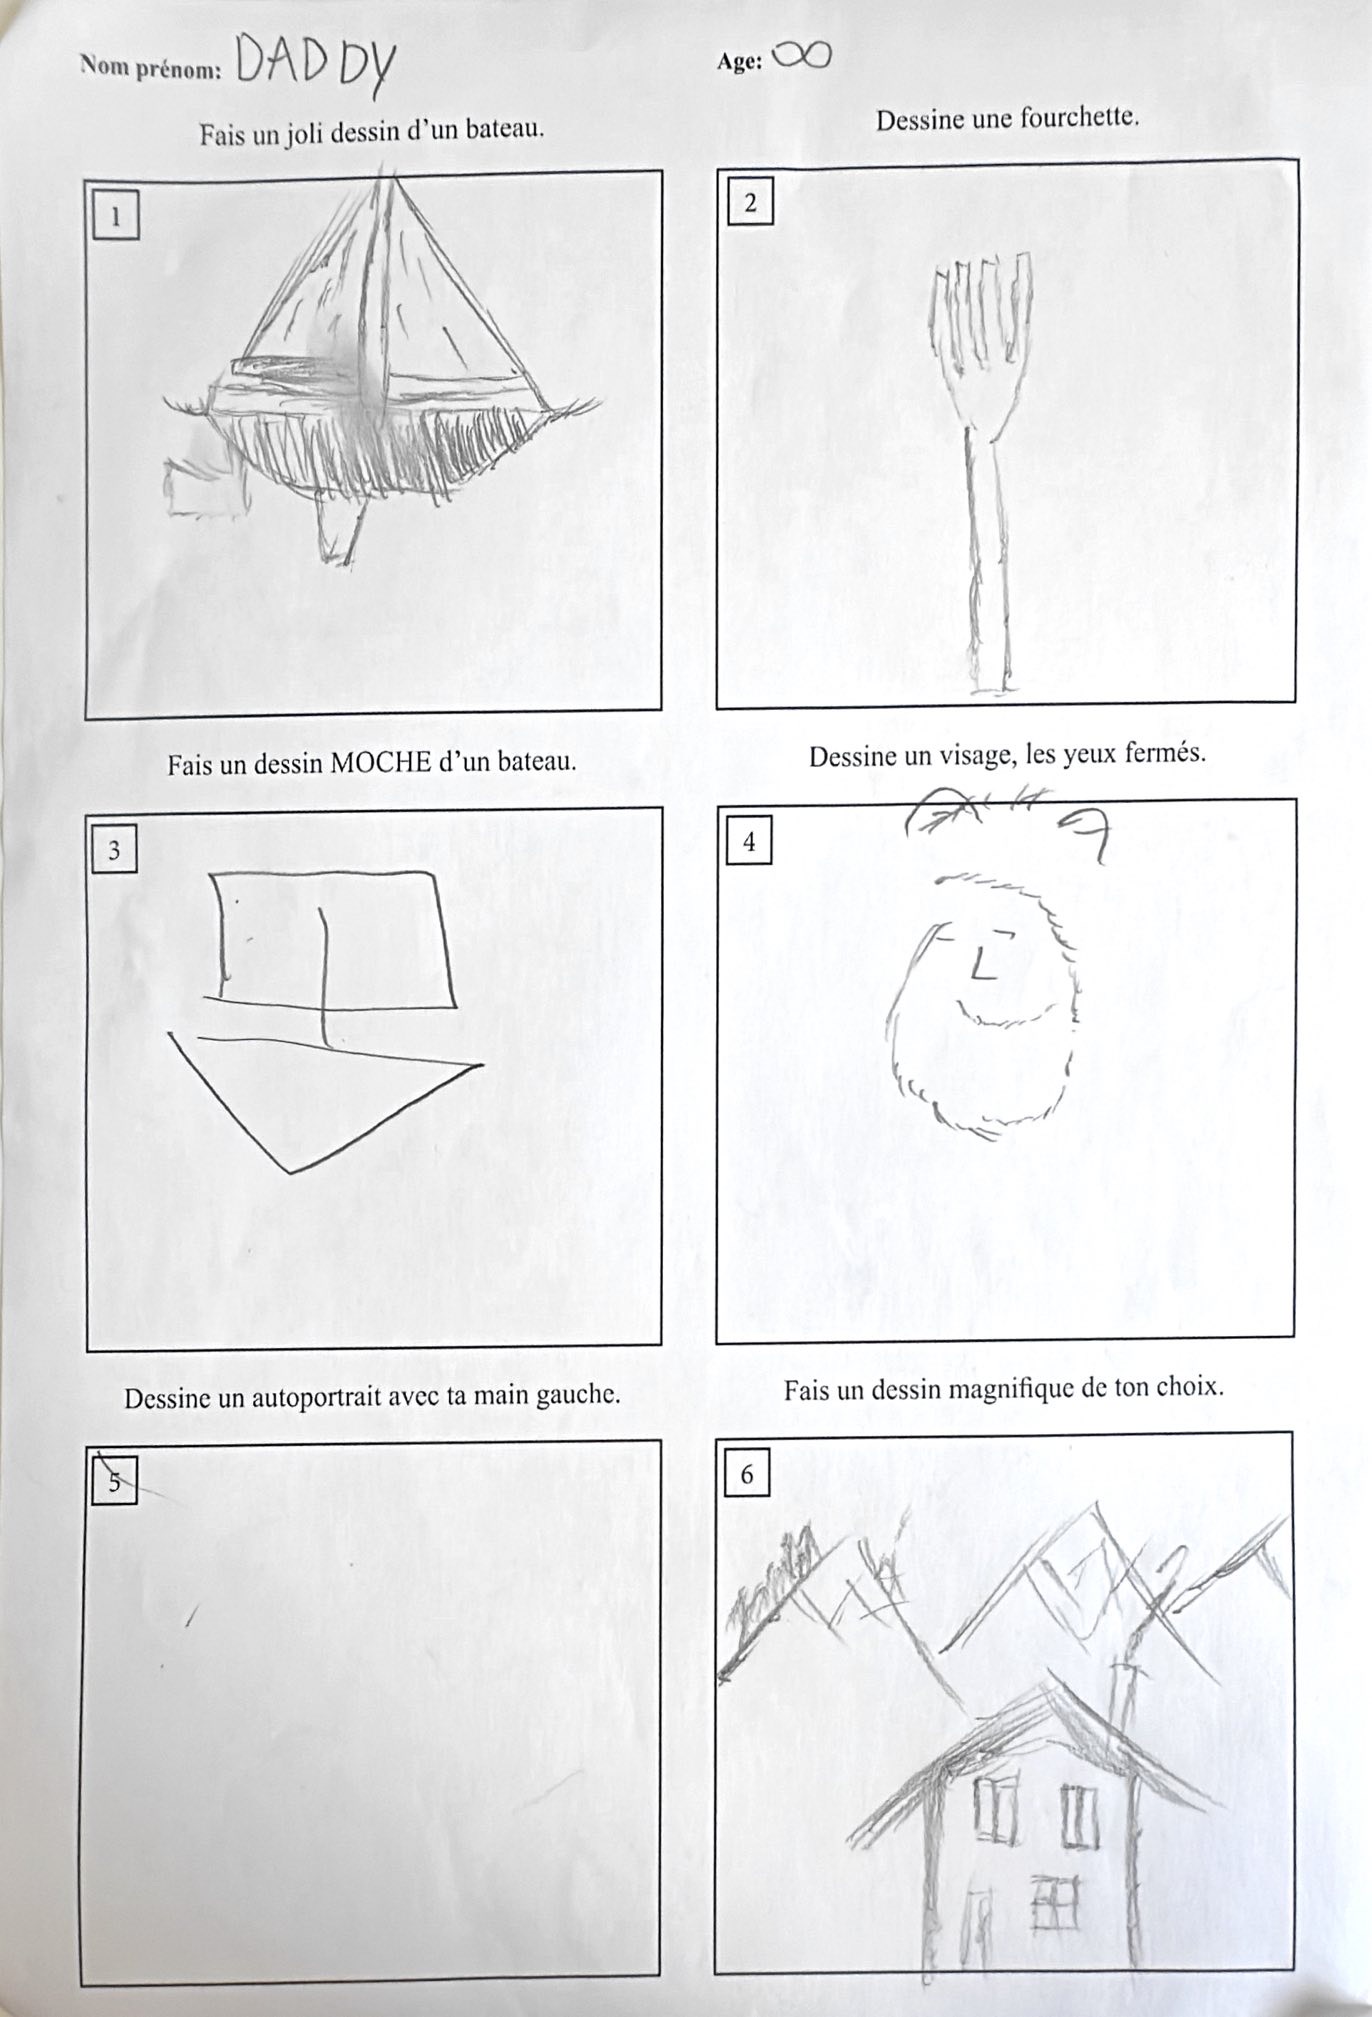 Nom prénom: DADDY
Age: ∞
Fais un joli dessin d'un bateau.
Dessine une fourchette.
1
2
Fais un dessin MOCHE d'un bateau.
Dessine un visage, les yeux fermés.
3
4
Dessine un autoportrait avec ta main gauche.
Fais un dessin magnifique de ton choix.
5
6